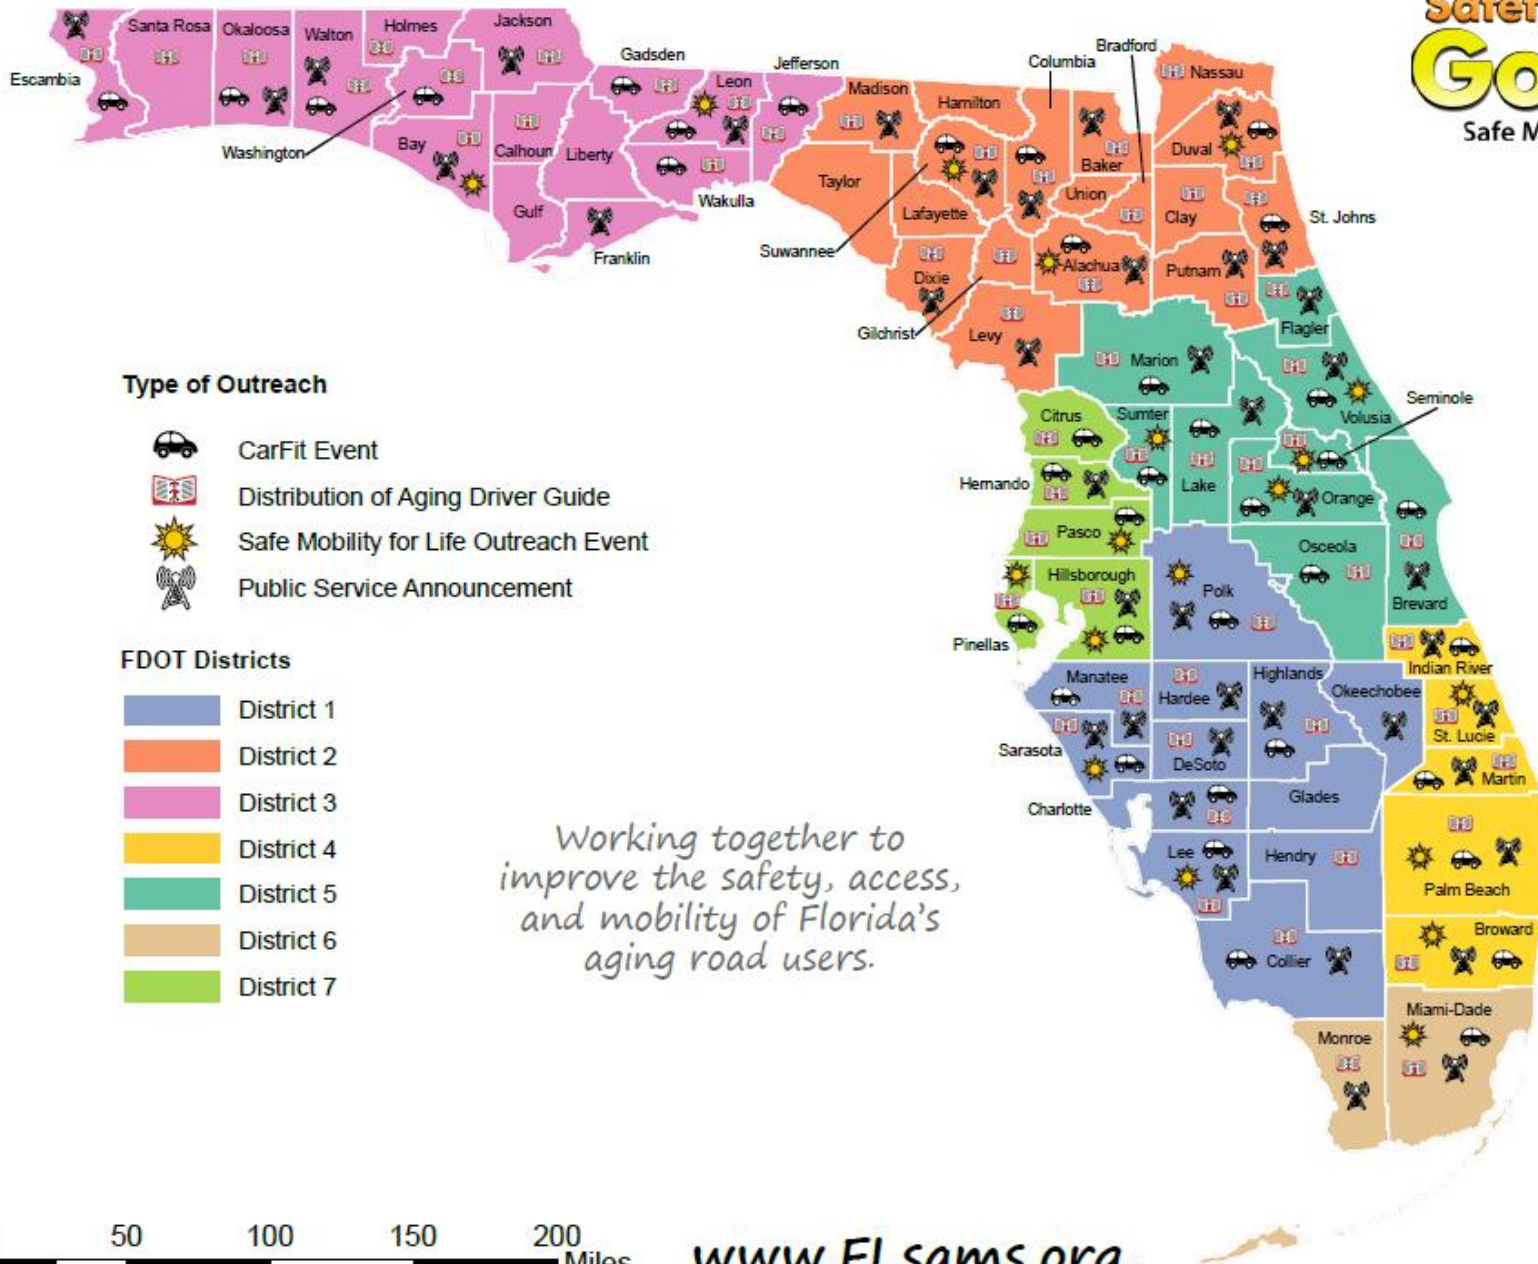 Safet
Go
Safe M
Escambia
Santa Rosa
Okaloosa
Walton
Holmes
Jackson
Washington
Bay
Calhoun
Gulf
Liberty
Franklin
Gadsden
Leon
Jefferson
Wakulla
Madison
Taylor
Hamilton
Suwannee
Lafayette
Dixie
Gilchrist
Levy
Columbia
Baker
Bradford
Union
Alachua
Nassau
Duval
Clay
St. Johns
Putnam
Flagler
Marion
Volusia
Seminole
Citrus
Sumter
Lake
Orange
Hernando
Pasco
Osceola
Brevard
Hillsborough
Pinellas
Polk
Indian River
Manatee
Hardee
Highlands
Okeechobee
St. Lucie
Sarasota
DeSoto
Martin
Charlotte
Glades
Lee
Hendry
Palm Beach
Collier
Broward
Monroe
Miami-Dade
Type of Outreach
CarFit Event
Distribution of Aging Driver Guide
Safe Mobility for Life Outreach Event
Public Service Announcement
FDOT Districts
District 1
District 2
District 3
District 4
District 5
District 6
District 7
Working together to
improve the safety, access,
and mobility of Florida's
aging road users.
50 100 150 200
Miles
www.FLsams.org